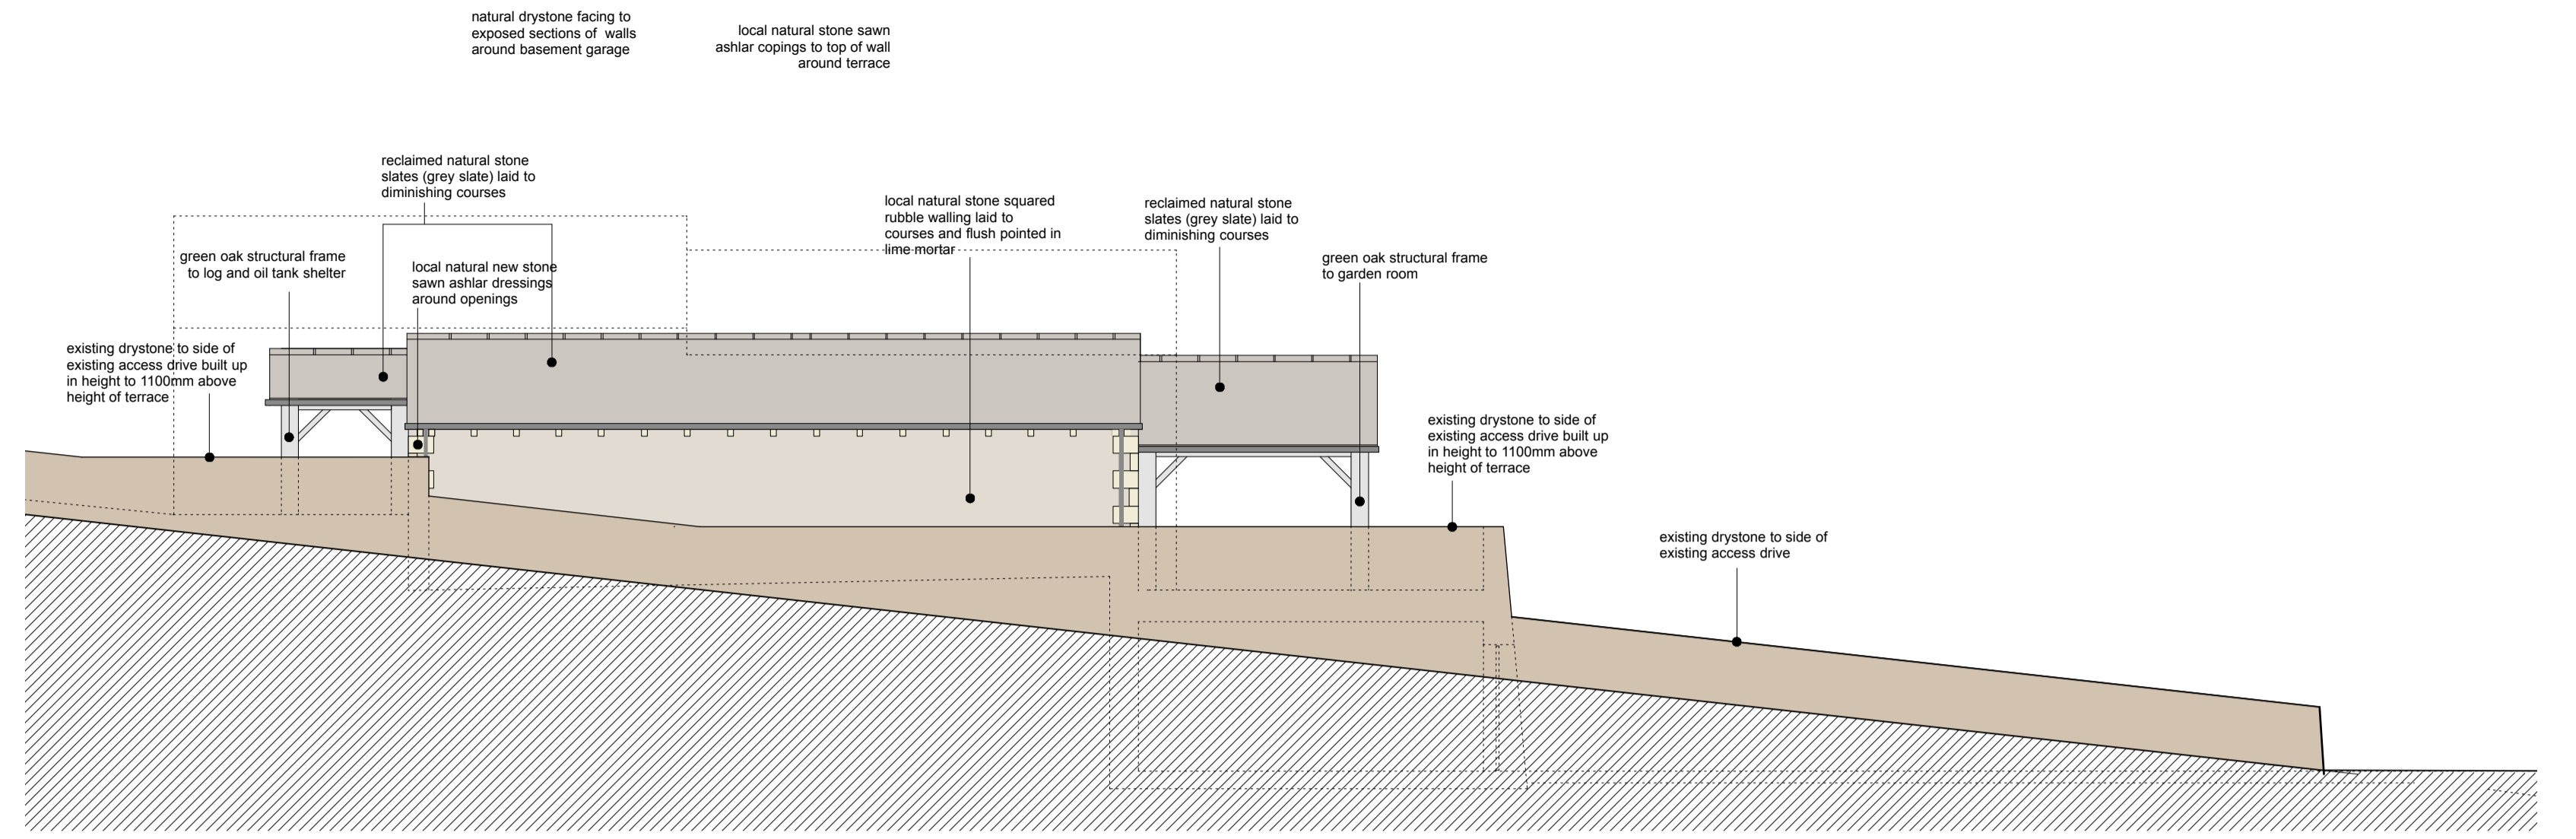 natural drystone facing to
exposed sections of walls
around basement garage
local natural stone sawn
ashlar copings to top of wall
around terrace
reclaimed natural stone
slates (grey slate) laid to
diminishing courses
local natural stone squared
rubble walling laid to
courses and flush pointed in
lime mortar
reclaimed natural stone
slates (grey slate) laid to
diminishing courses
green oak structural frame
to log and oil tank shelter
local natural new stone
sawn ashlar dressings
around openings
green oak structural frame
to garden room
existing drystone to side of
existing access drive built up
in height to 1100mm above
height of terrace
existing drystone to side of
existing access drive built up
in height to 1100mm above
height of terrace
existing drystone to side of
existing access drive